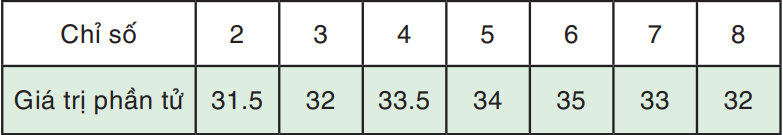 Chỉ số 2 3 4 5 6 7 8
Giá trị phần tử 31.5 32 33.5 34 35 33 32